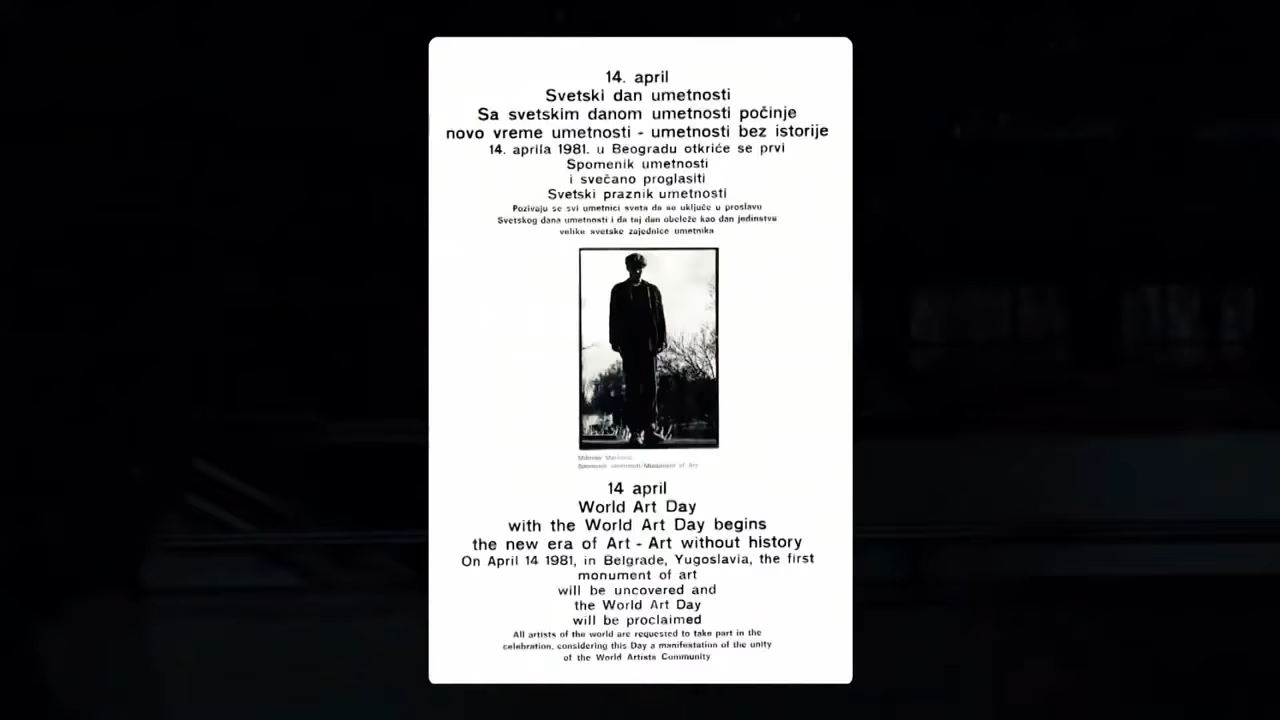 14. april
Svetski dan umetnosti
Sa svetskim danom umetnosti počinje
novo vreme umetnosti - umetnosti bez istorije
14. aprila 1981. u Beogradu otkriće se prvi
Spomenik umetnosti
i svečano proglasiti
Svetski praznik umetnosti
Pozivaju se svi umetnici sveta da se uključe u proslavu
Svetskog dana umetnosti i da taj dan obeleže kao dan jedinstva
velike svetske zajednice umetnika
Spomenik umetnosti/Monument of Art
14 april
World Art Day
with the World Art Day begins
the new era of Art - Art without history
On April 14 1981, in Belgrade, Yugoslavia, the first
monument of art
will be uncovered and
the World Art Day
will be proclaimed
All artists of the world are requested to take part in the
celebration, considering this Day a manifestation of the unity
of the World Artists Community